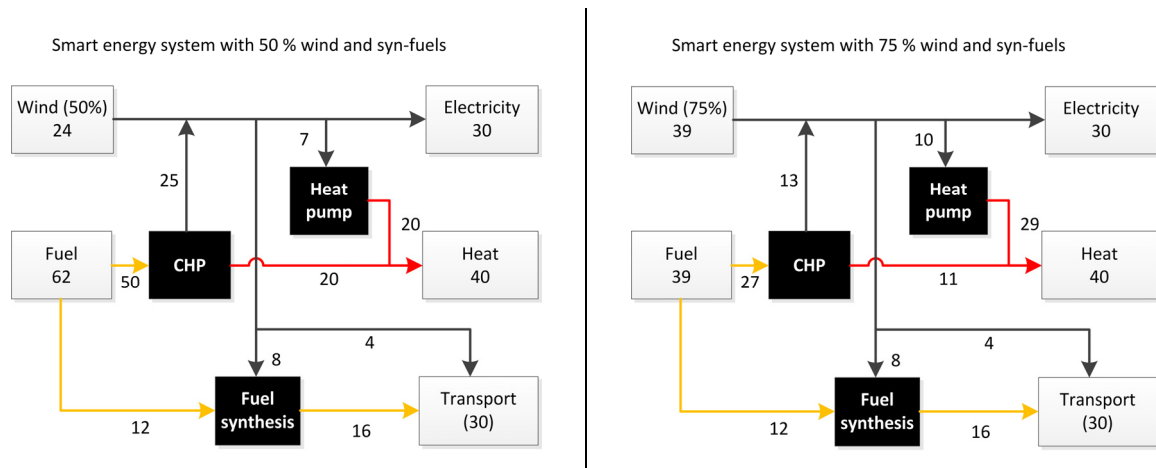 Smart energy system with 50 % wind and syn-fuels
Wind (50%)
24
Electricity
30
7
25
Heat
pump
20
Fuel
62
50
CHP
20
Heat
40
8
4
Fuel
synthesis
12
16
Transport
(30)
Smart energy system with 75 % wind and syn-fuels
Wind (75%)
39
Electricity
30
10
13
Heat
pump
29
Fuel
39
27
CHP
11
Heat
40
8
4
Fuel
synthesis
12
16
Transport
(30)